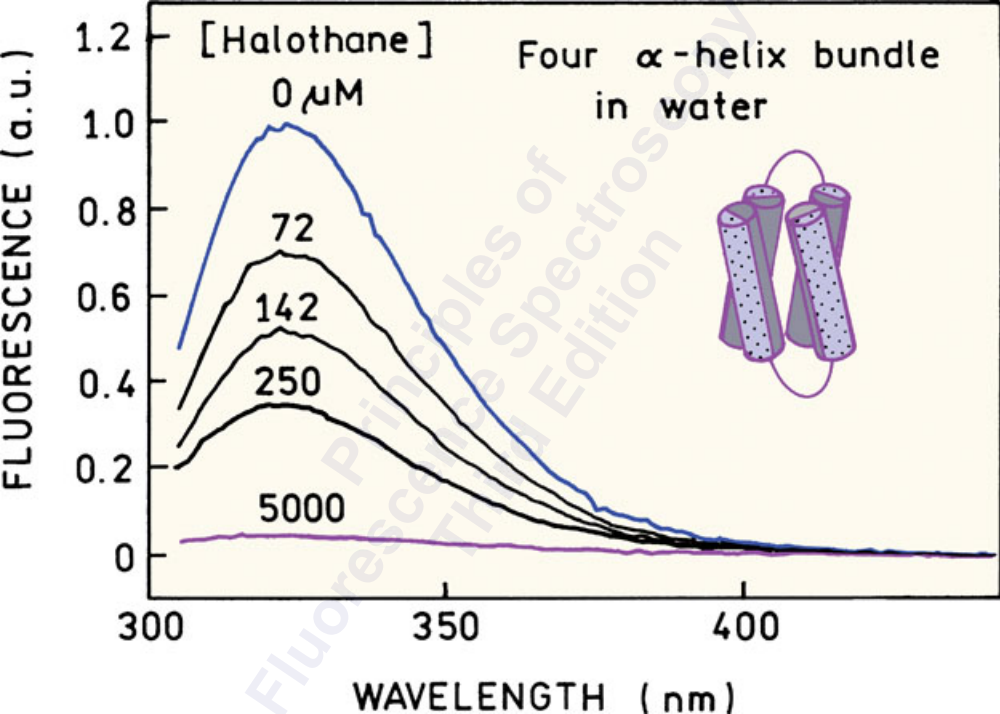 [Halothane]
0 µM
Four α-helix bundle
in water
72
142
250
5000
1.2
1.0
0.8
0.6
0.4
0.2
0
FLUORESCENCE (a.u.)
300 350 400
WAVELENGTH (nm)
Principles of
Fluorescence Spectroscopy
Third Edition